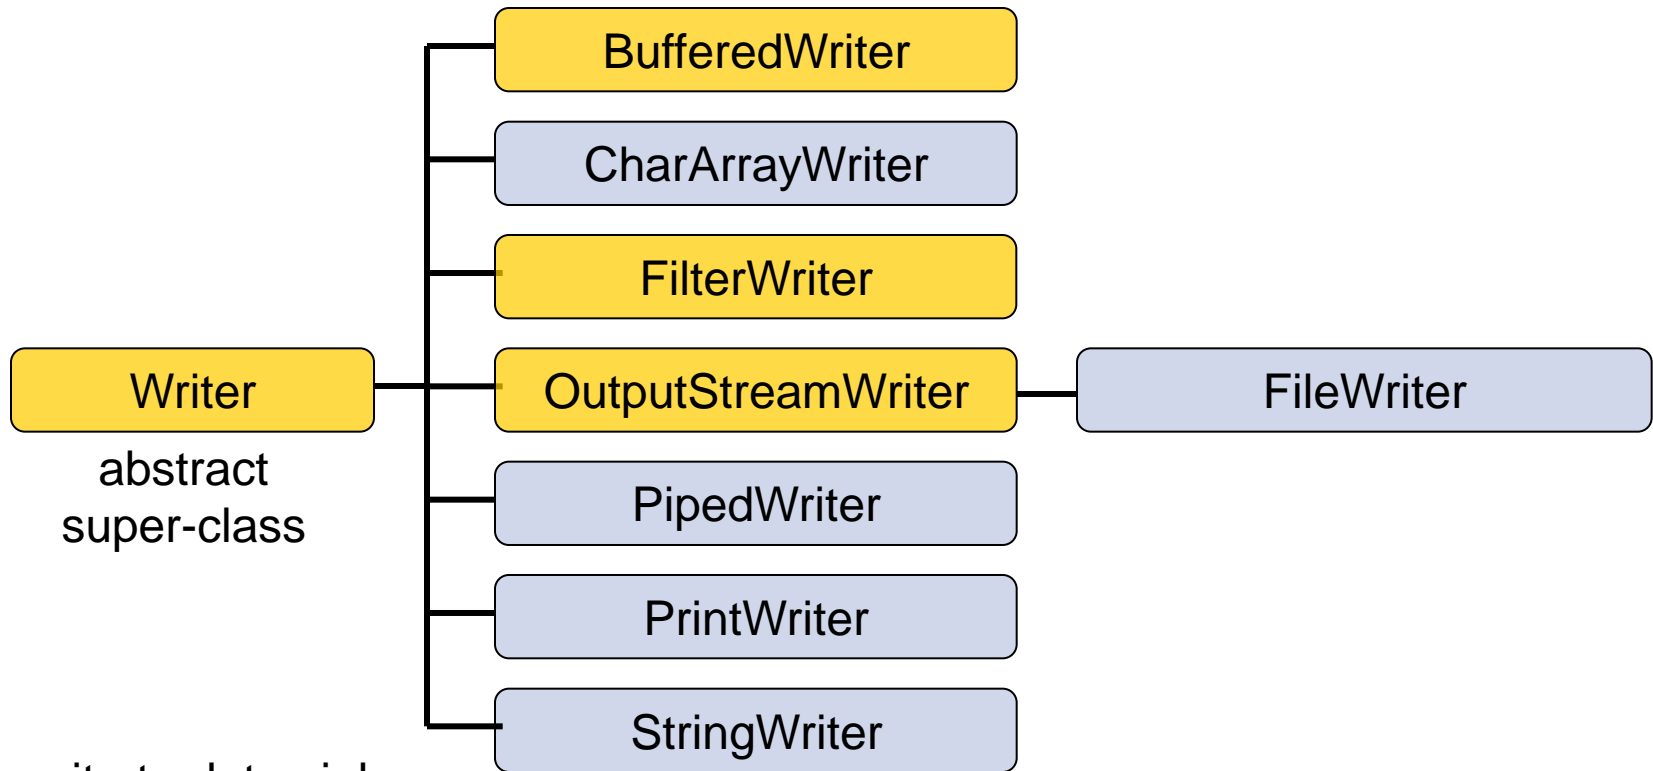 BufferedWriter
CharArrayWriter
FilterWriter
Writer
OutputStreamWriter
FileWriter
abstract
super-class
PipedWriter
PrintWriter
StringWriter